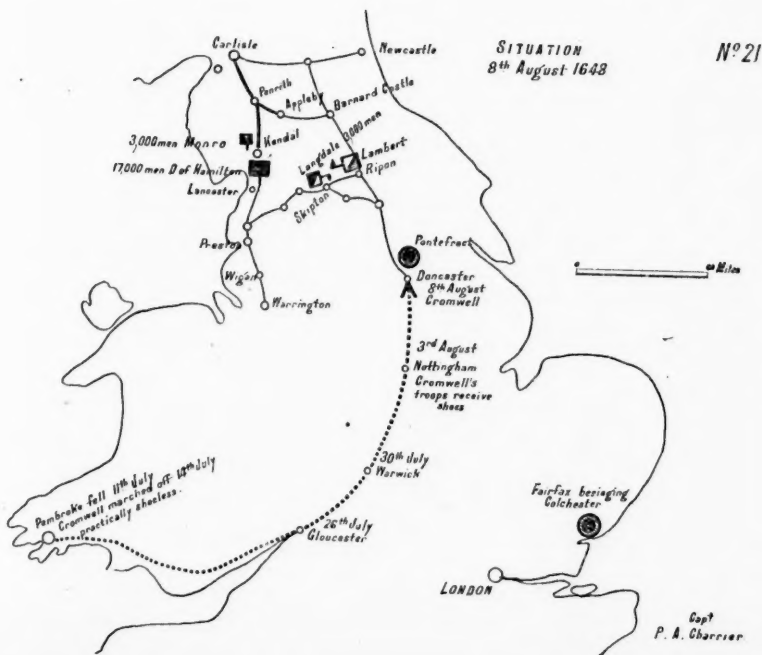 SITUATION
8th August 1648
No 21
Carlisle
Newcastle
Penreth
Appleby
Barnard Castle
3,000 men Monro
Kendal
Langdale 3,000 men
Lambert
17,000 men D of Hamilton
Ripon
Lancaster
Skipton
Preston
Pontefract
Wigan
Doncaster
8th August
Cromwell
Warrington
Miles
3rd August
Nottingham
Cromwell's
troops receive
shoes
30th July
Warwick
Pembroke fell 11th July
Cromwell marched off July
practically shoeless.
26th July
Gloucester
Fairfax besieging
Colchester
LONDON
Capt
P. A. Charrier